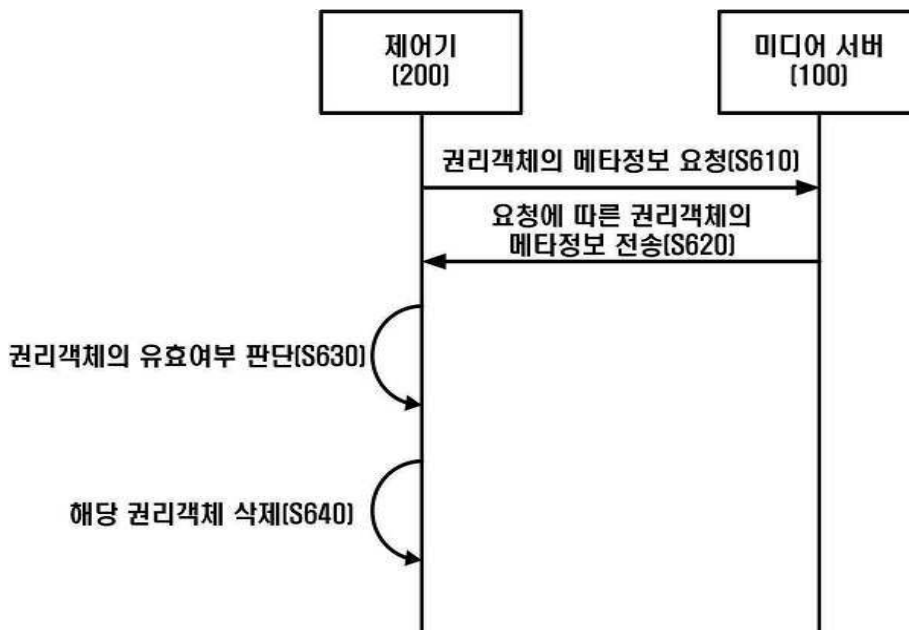 제어기
(200)
미디어 서버
(100)
권리객체의 메타정보 요청(S610)
요청에 따른 권리객체의
메타정보 전송(S620)
권리객체의 유효여부 판단(S630)
해당 권리객체 삭제(S640)